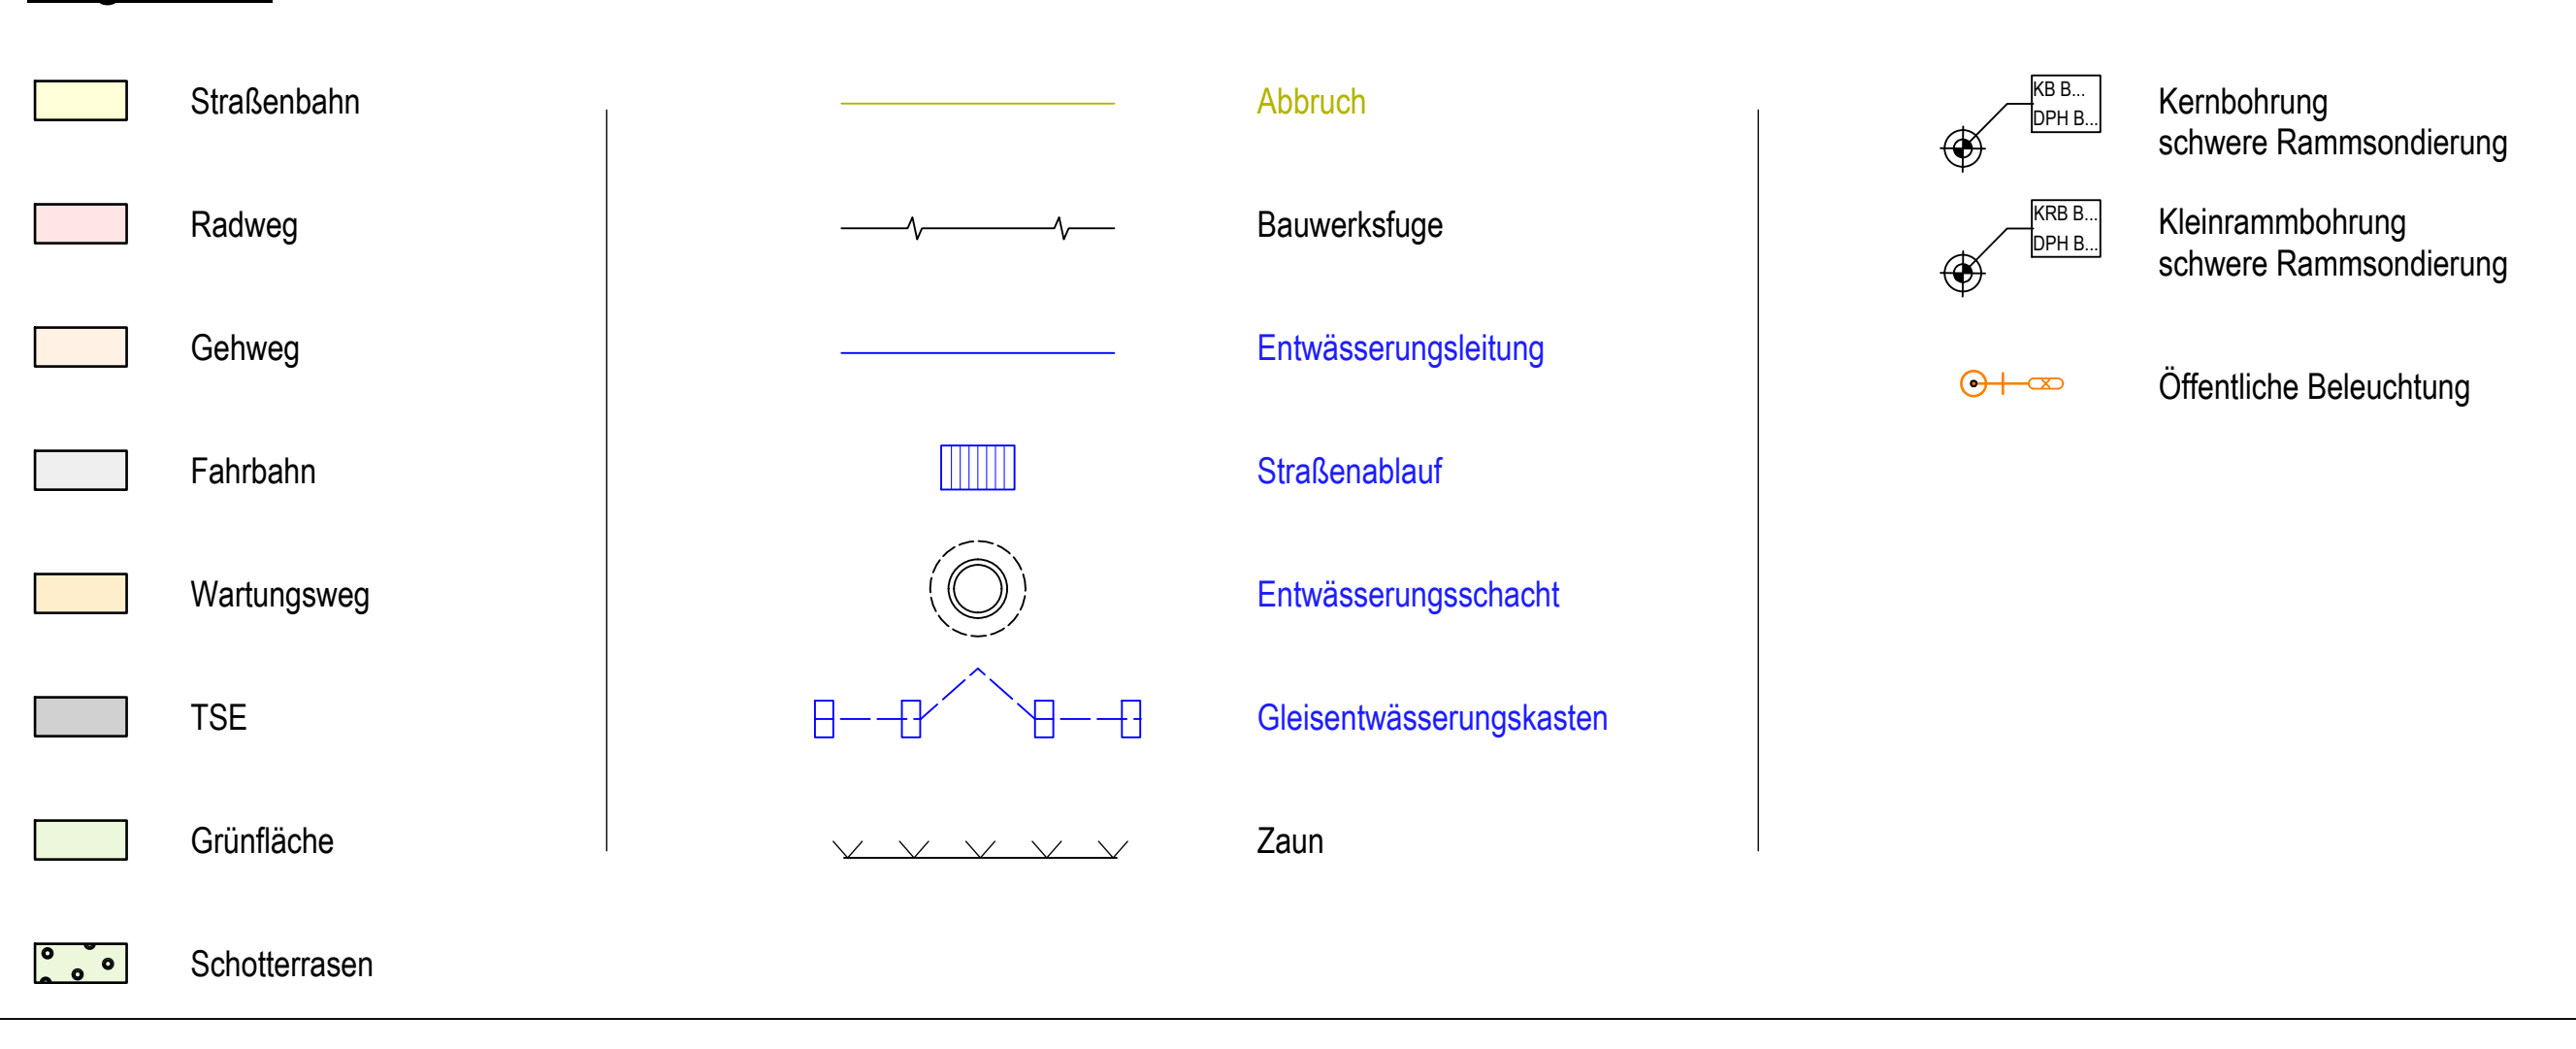 Straßenbahn
Radweg
Gehweg
Fahrbahn
Wartungsweg
TSE
Grünfläche
Schotterrasen
Abbruch
Bauwerksfuge
Entwässerungsleitung
Straßenablauf
Entwässerungsschacht
Gleisentwässerungskasten
Zaun
KB B...
DPH B...
Kernbohrung
schwere Rammsondierung
KRB B...
DPH B...
Kleinrammbohrung
schwere Rammsondierung
Öffentliche Beleuchtung